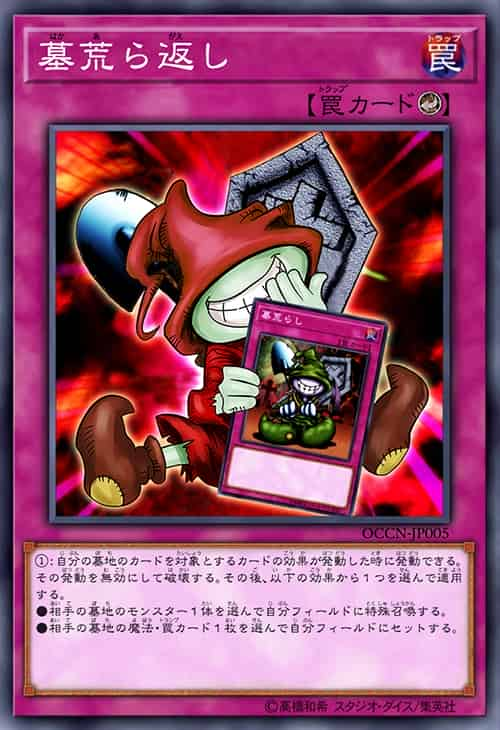 墓荒ら返し
罠
【罠カード】
墓荒らし
OCCN-JP005
①：自分の墓地のカードを対象とするカードの効果が発動した時に発動できる。
その発動を無効にして破壊する。その後、以下の効果から１つを選んで適用
する。
●相手の墓地のモンスター１体を選んで自分フィールドに特殊召喚する。
●相手の墓地の魔法・罠カード１枚を選んで自分フィールドにセットする。
©高橋和希 スタジオ・ダイス/集英社